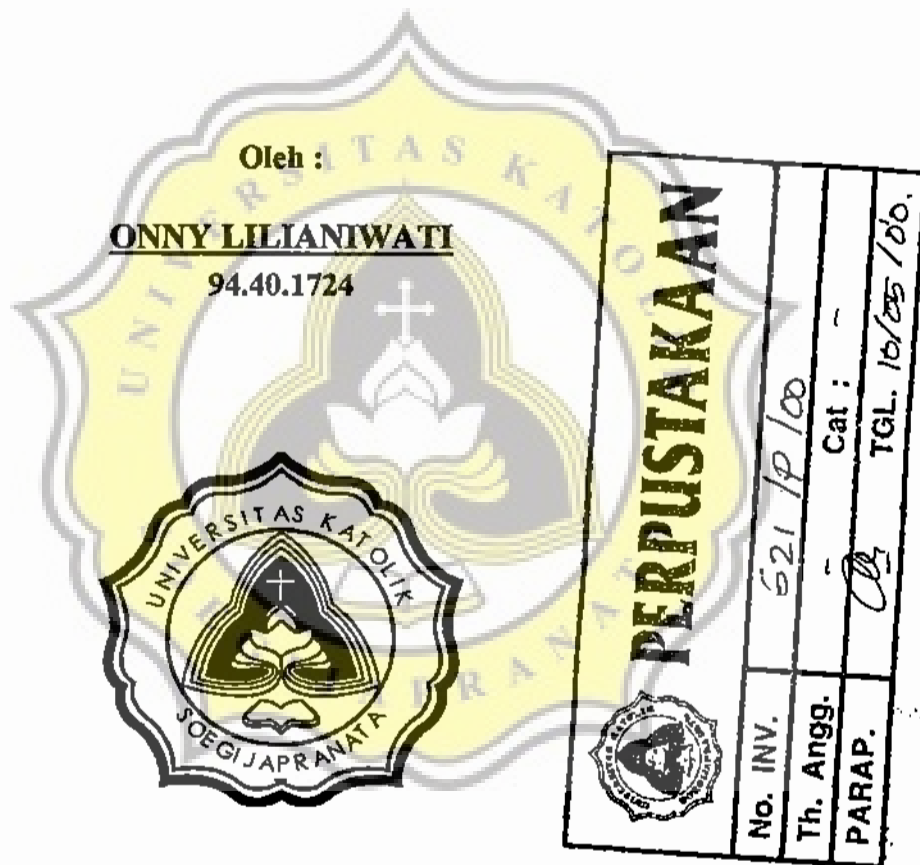 Oleh :
ONNY LILIANIWATI
94.40.1724
UNIVERSITAS KATOLIK
SOEGIJAPRANATA
PERPUSTAKAAN
No. INV. 521 /P /00
Th. Angg. - Cat : -
PARAP. TGL. 10/05/00.